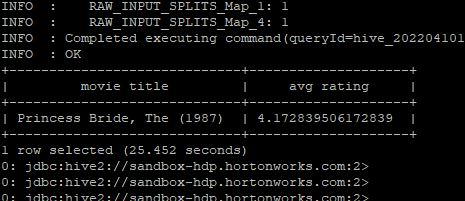 INFO  :     RAW_INPUT_SPLITS_Map_1: 1
INFO  :     RAW_INPUT_SPLITS_Map_4: 1
INFO  : Completed executing command(queryId=hive_202204101
INFO  : OK
+---------------------------+--------------------+
|        movie title        |     avg rating     |
+---------------------------+--------------------+
| Princess Bride, The (1987)  | 4.172839506172839  |
+---------------------------+--------------------+
1 row selected (25.452 seconds)
0: jdbc:hive2://sandbox-hdp.hortonworks.com:2>
0: jdbc:hive2://sandbox-hdp.hortonworks.com:2>
0: jdbc:hive2://sandbox-hdp.hortonworks.com:2>